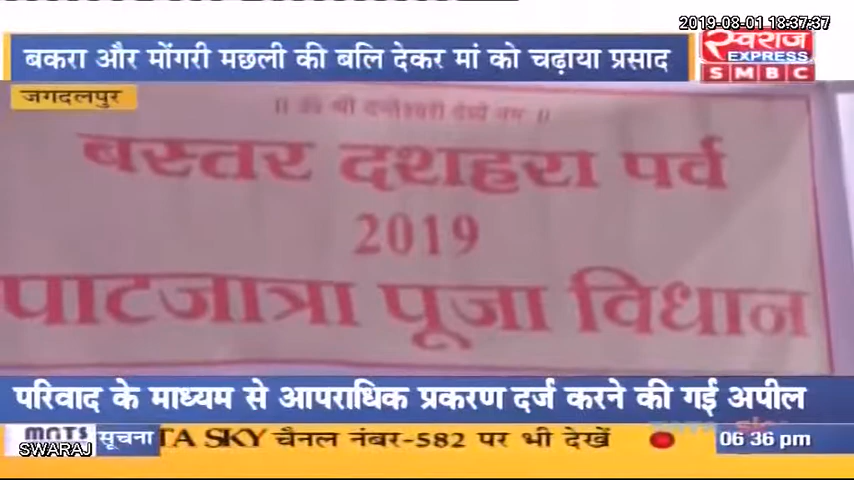 2019-08-01 18:37:37
बकरा और मोंगरी मछली की बलि देकर मां को चढ़ाया प्रसाद
स्वराज
EXPRESS
SMBC
जगदलपुर
बस्तर दशहरा पर्व
2019
पाटजात्रा पूजा विधान
परिवाद के माध्यम से आपराधिक प्रकरण दर्ज करने की गई अपील
MATS
SWARAJ
सूचना
TATA SKY चैनल नंबर-582 पर भी देखें
06:36 pm